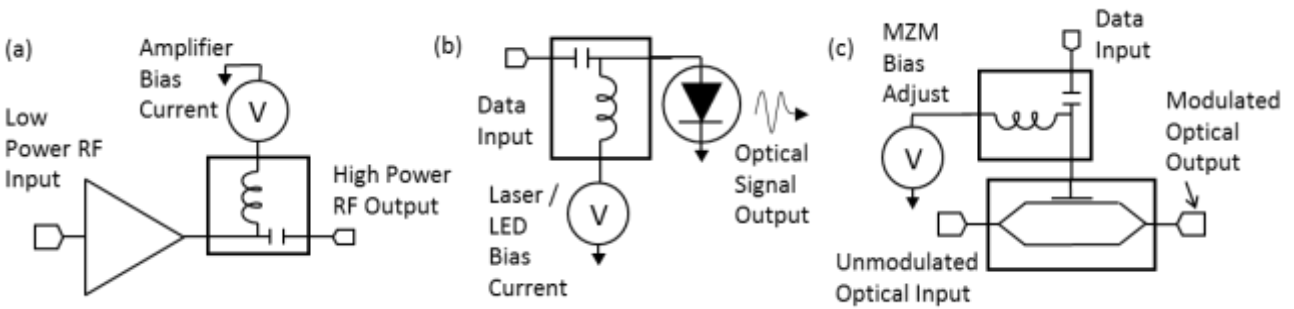 (a)
Amplifier
Bias
Current
V
Low
Power RF
Input
High Power
RF Output
(b)
Data
Input
Laser /
LED
Bias
Current
V
Optical
Signal
Output
(c)
MZM
Bias
Adjust
V
Data
Input
Modulated
Optical
Output
Unmodulated
Optical Input